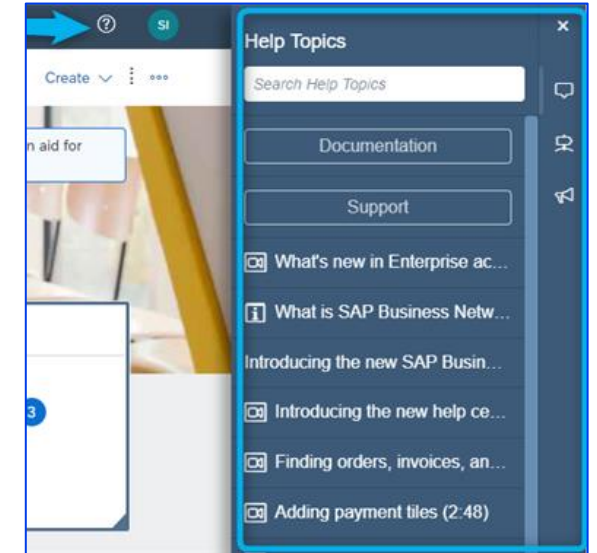 SI
Create
n aid for
3
Help Topics
Search Help Topics
Documentation
Support
What's new in Enterprise ac...
What is SAP Business Netw...
Introducing the new SAP Busin...
Introducing the new help ce...
Finding orders, invoices, an...
Adding payment tiles (2:48)